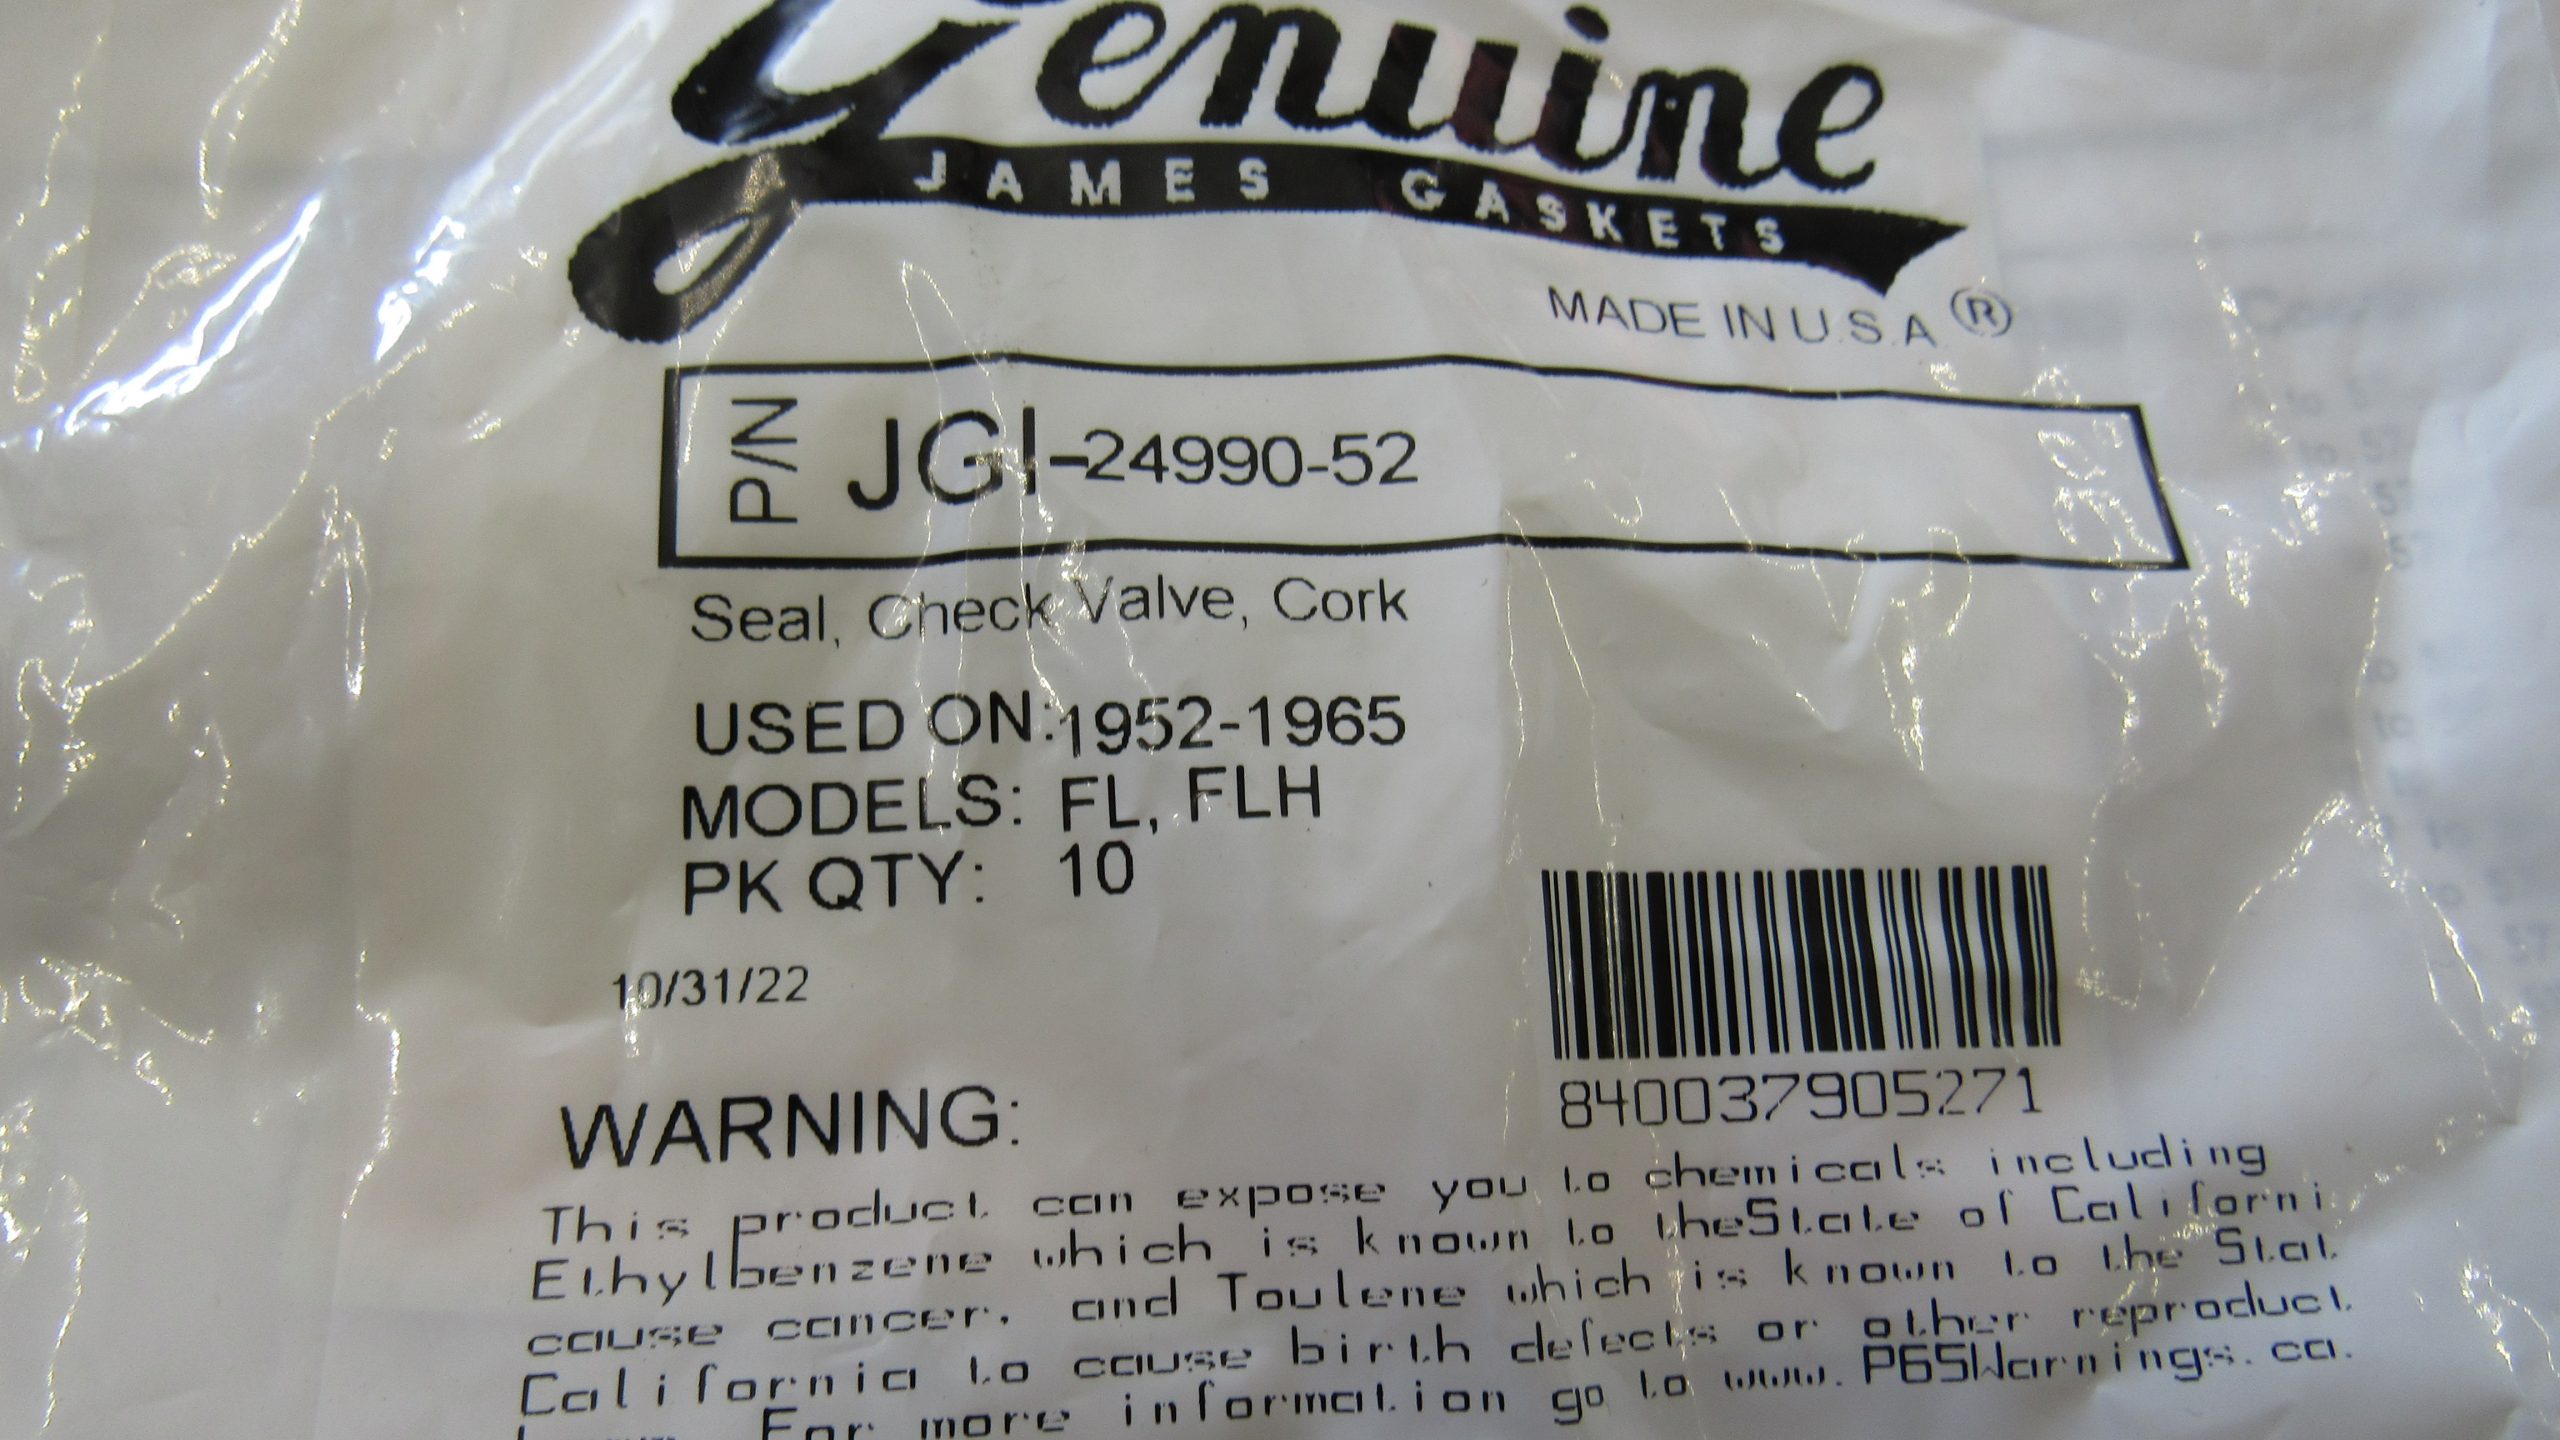 Genuine
JAMES GASKETS
MADE IN U.S.A ®
P/N JGI-24990-52
Seal, Check Valve, Cork
USED ON:1952-1965
MODELS: FL, FLH
PK QTY: 10
10/31/22
840037905271
WARNING:
This product can expose you to chemicals including
Ethylbenzene which is known to theState of Californi
cause cancer, and Toulene which is known to the Stat
California to cause birth defects or other reproduct
For more information go to www.P65Warnings.ca.